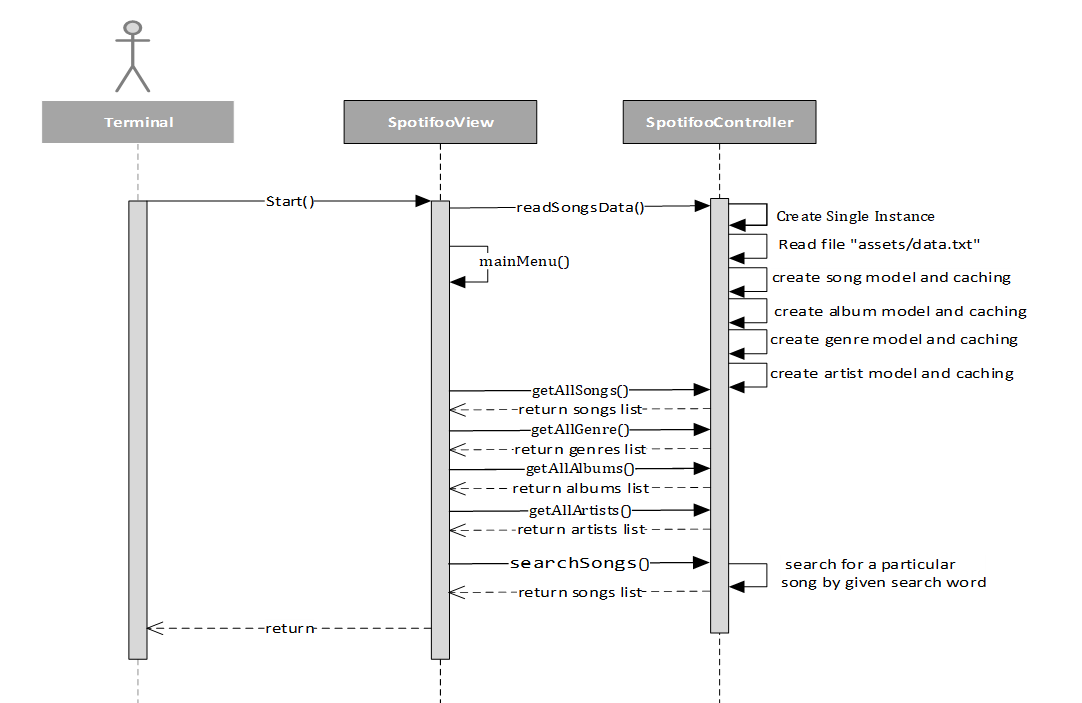 Terminal
SpotifooView
SpotifooController
Start()
readSongsData()
Create Single Instance
Read file "assets/data.txt"
mainMenu()
create song model and caching
create album model and caching
create genre model and caching
create artist model and caching
getAllSongs()
return songs list
getAllGenre()
return genres list
getAllAlbums()
return albums list
getAllArtists()
return artists list
searchSongs()
search for a particular
song by given search word
return songs list
return